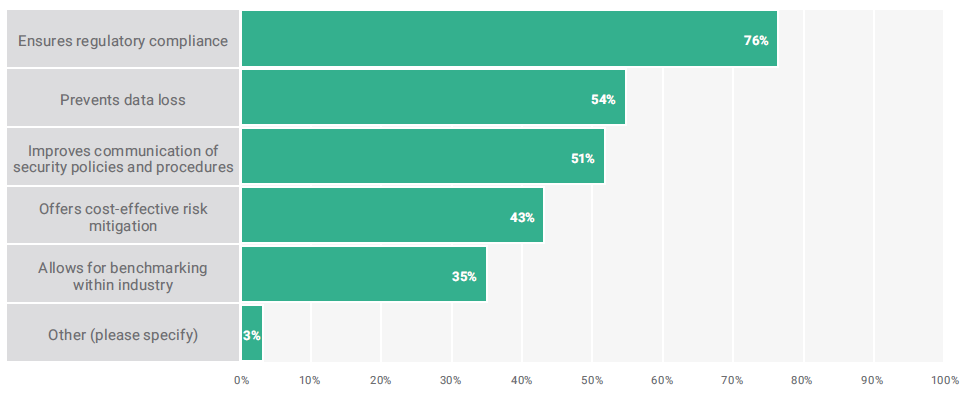 Ensures regulatory compliance
76%
Prevents data loss
54%
Improves communication of
security policies and procedures
51%
Offers cost-effective risk
mitigation
43%
Allows for benchmarking
within industry
35%
Other (please specify)
3%
0% 10% 20% 30% 40% 50% 60% 70% 80% 90% 100%